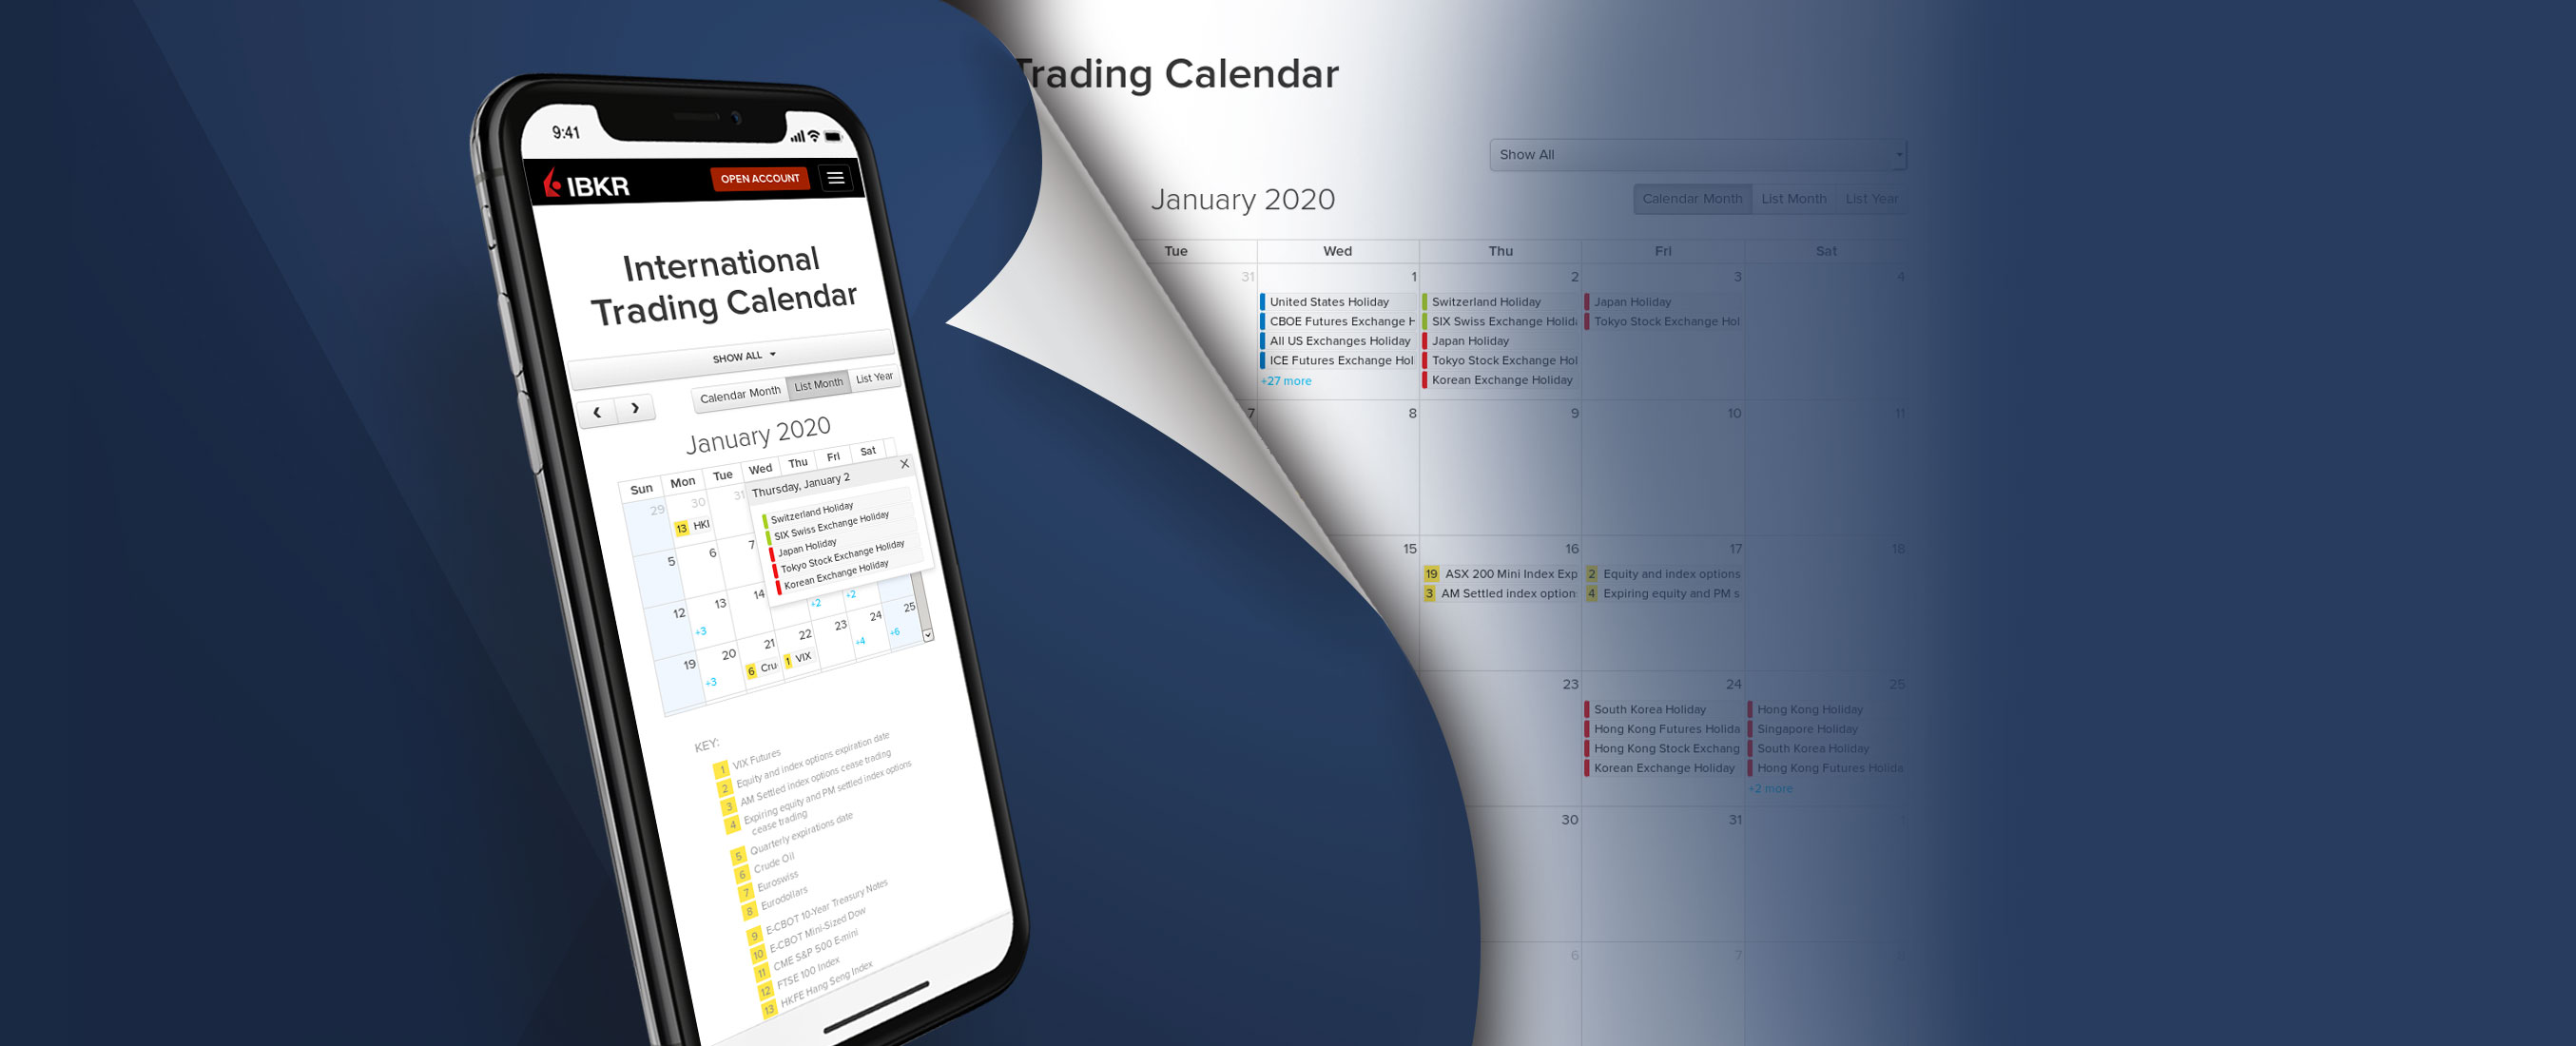 9:41
IBKR
OPEN ACCOUNT
International
Trading Calendar
SHOW ALL
Calendar Month
List Month
List Year
January 2020
Sun
Mon
Tue
Wed
Thu
Fri
Sat
29
30
31
13 HKI
Thursday, January 2
X
Switzerland Holiday
SIX Swiss Exchange Holiday
Japan Holiday
Tokyo Stock Exchange Holiday
Korean Exchange Holiday
5
6
7
12
13
14
+3
+2
+2
19
20
21
22
23
24
25
+3
6 Cru
1 VIX
+4
+6
KEY:
1 VIX Futures
2 Equity and index options expiration date
3 AM Settled index options cease trading
4 Expiring equity and PM settled index options
cease trading
5 Quarterly expirations date
6 Crude Oil
7 Euroswiss
8 Eurodollars
9 E-CBOT 10-Year Treasury Notes
10 E-CBOT Mini-Sized Dow
11 CME S&P 500 E-mini
12 FTSE 100 Index
13 HKFE Hang Seng Index
Trading Calendar
Show All
January 2020
Calendar Month
List Month
List Year
Tue
Wed
Thu
Fri
Sat
31
1
2
3
4
United States Holiday
CBOE Futures Exchange H
All US Exchanges Holiday
ICE Futures Exchange Hol
+27 more
Switzerland Holiday
SIX Swiss Exchange Holid
Japan Holiday
Tokyo Stock Exchange Hol
Korean Exchange Holiday
Japan Holiday
Tokyo Stock Exchange Hol
7
8
9
10
11
15
16
17
18
19 ASX 200 Mini Index Exp
3 AM Settled index option
2 Equity and index options
4 Expiring equity and PM s
23
24
25
South Korea Holiday
Hong Kong Futures Holida
Hong Kong Stock Exchang
Korean Exchange Holiday
Hong Kong Holiday
Singapore Holiday
South Korea Holiday
Hong Kong Futures Holida
+2 more
30
31
6
7